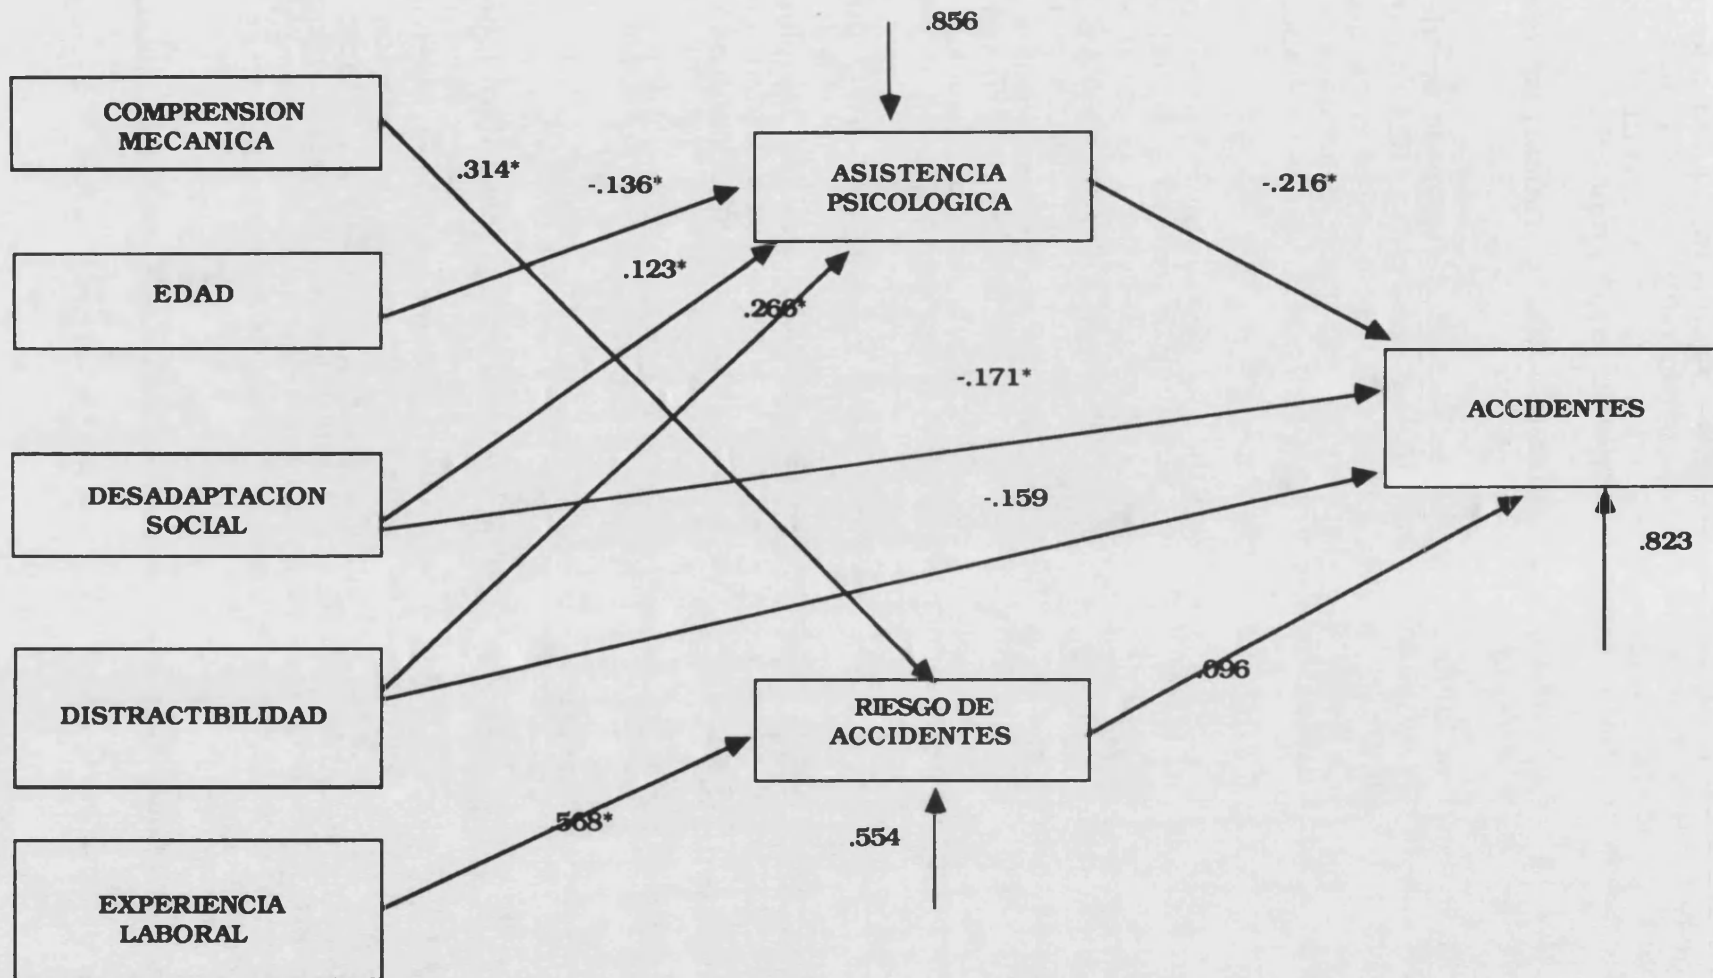 .856
COMPRENSION
MECANICA
.314*
-.136*
ASISTENCIA
PSICOLOGICA
-.216*
EDAD
.123*
.266*
-.171*
ACCIDENTES
DESADAPTACION
SOCIAL
-.159
.823
.096
DISTRACTIBILIDAD
RIESGO DE
ACCIDENTES
.568*
.554
EXPERIENCIA
LABORAL